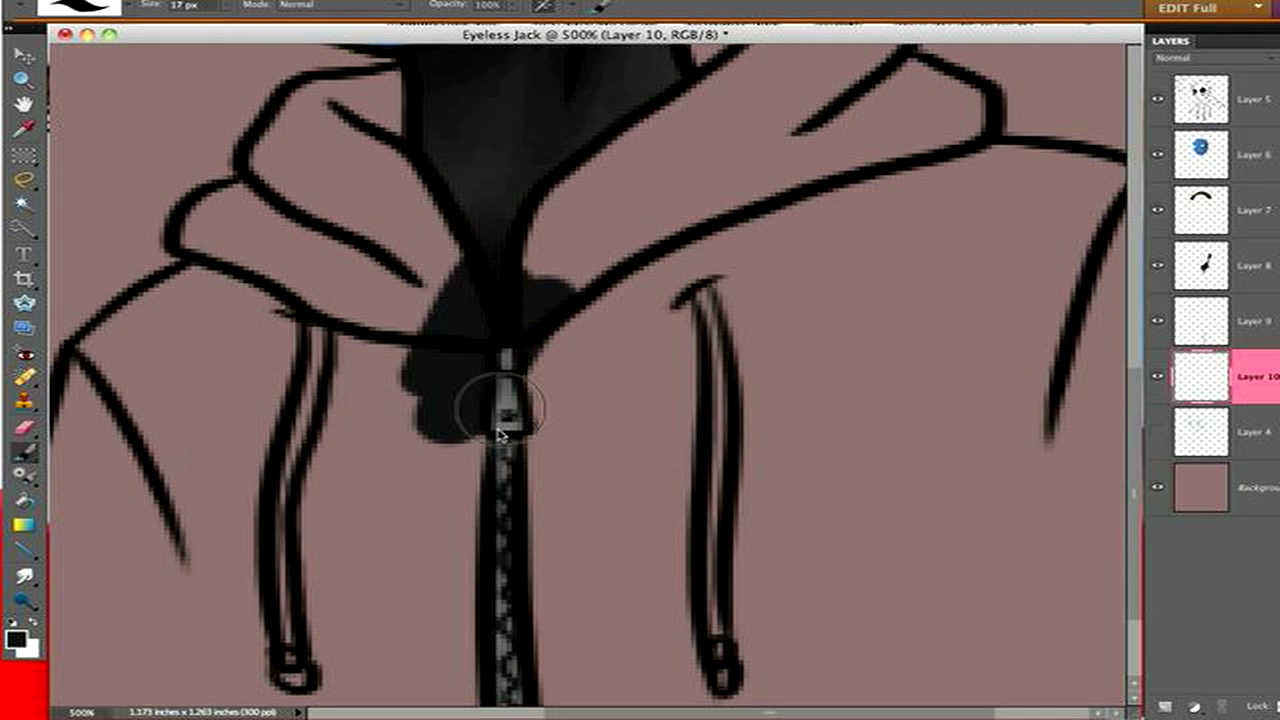 Size: 17 px Mode: Normal Opacity: 100%
EDIT Full
Eyeless Jack @ 500% (Layer 10, RGB/8) *
LAYERS
Normal
Layer 5
Layer 6
Layer 7
Layer 8
Layer 9
Layer 10
Layer 4
Backgrou
500% 1.173 inches x 1.263 inches (300 ppi)
Lock: